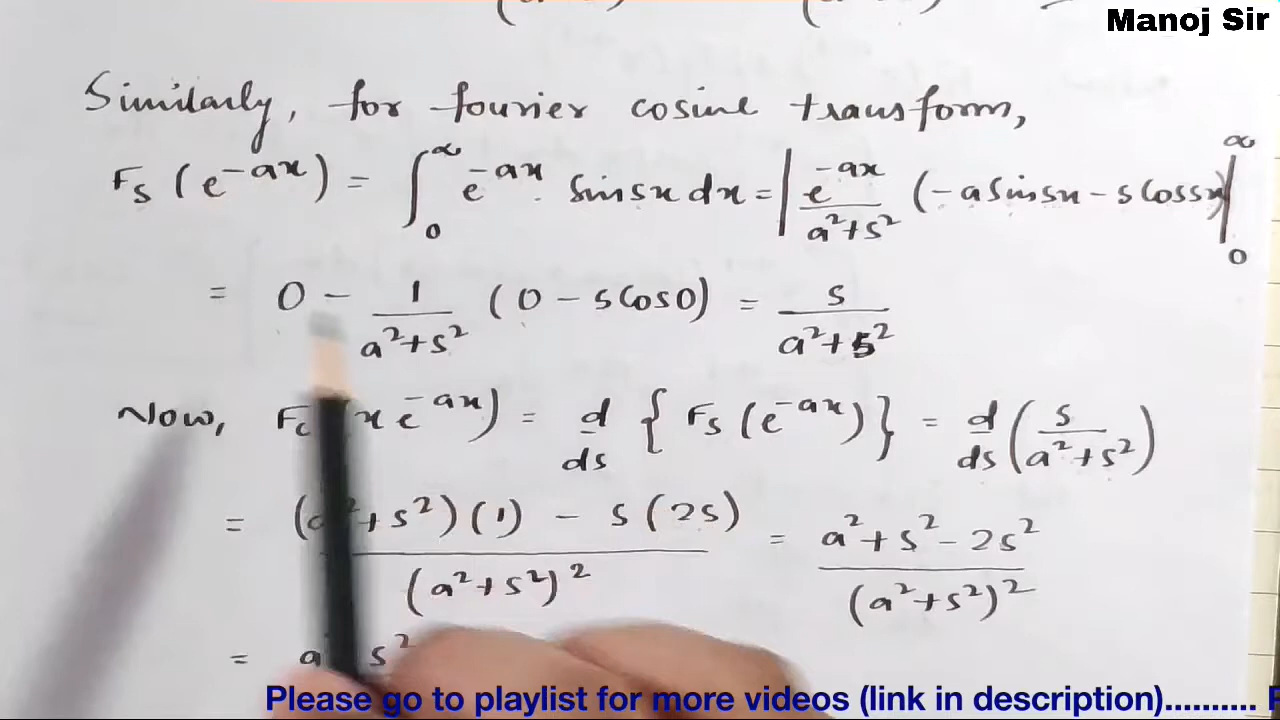 Manoj Sir
Similarly, for fourier cosine transform,
Fs (e^-ax) = ∫₀^∞ e^-ax . sinsx dx = | e^-ax / a²+s² (-a sinsx - s cossx) |₀^∞
= 0 - 1 / a²+s² (0 - s cos0) = s / a²+s²
Now, Fc (x e^-ax) = d/ds { Fs (e^-ax) } = d/ds ( s / a²+s² )
= (a²+s²)(1) - s(2s) / (a²+s²)² = a²+s²-2s² / (a²+s²)²
= a² s²
Please go to playlist for more videos (link in description)..........